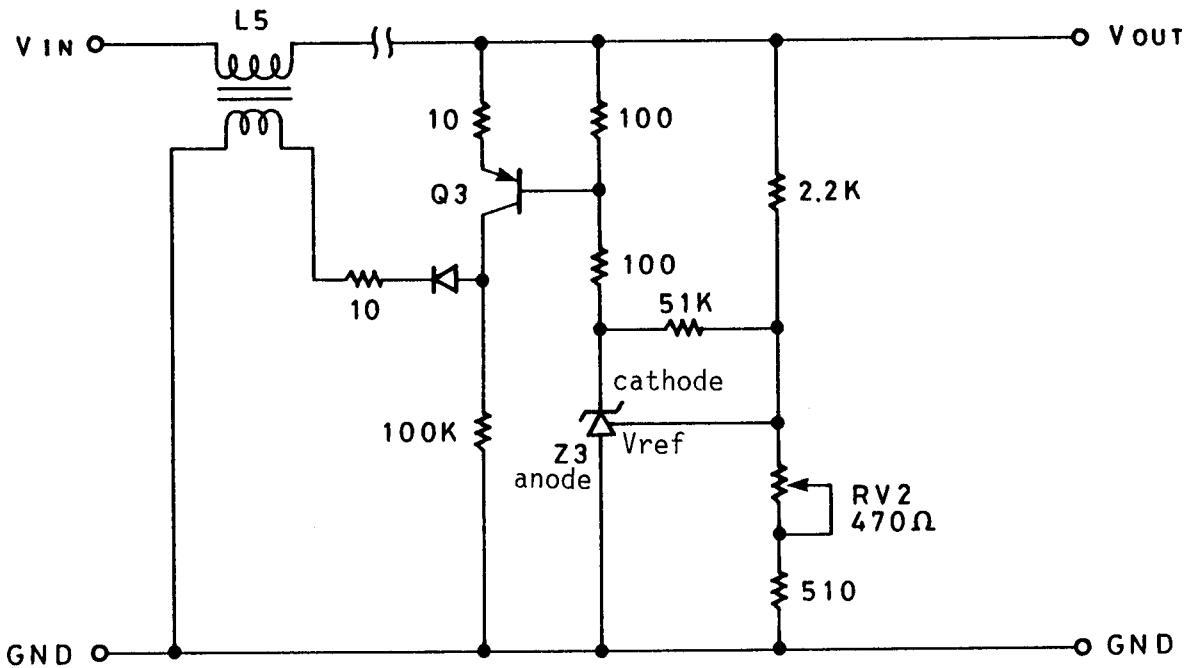 L5
VIN
VOUT
10
100
Q3
2.2K
100
10
51K
cathode
100K
Z3
Vref
anode
RV2
470Ω
510
GND
GND